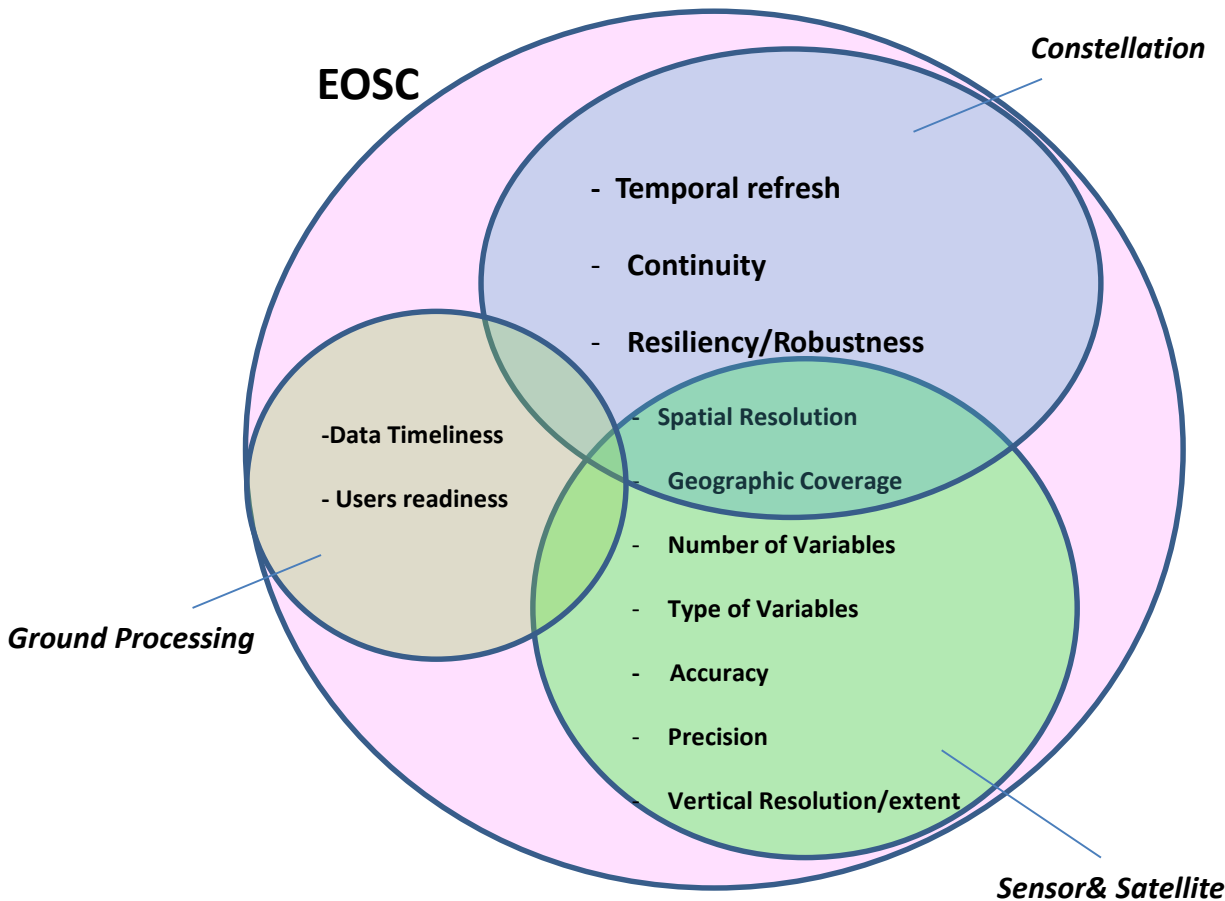 Constellation
EOSC
- Temporal refresh
- Continuity
- Resiliency/Robustness
- Spatial Resolution
-Data Timeliness
- Geographic Coverage
- Users readiness
- Number of Variables
- Type of Variables
Ground Processing
- Accuracy
- Precision
- Vertical Resolution/extent
Sensor& Satellite